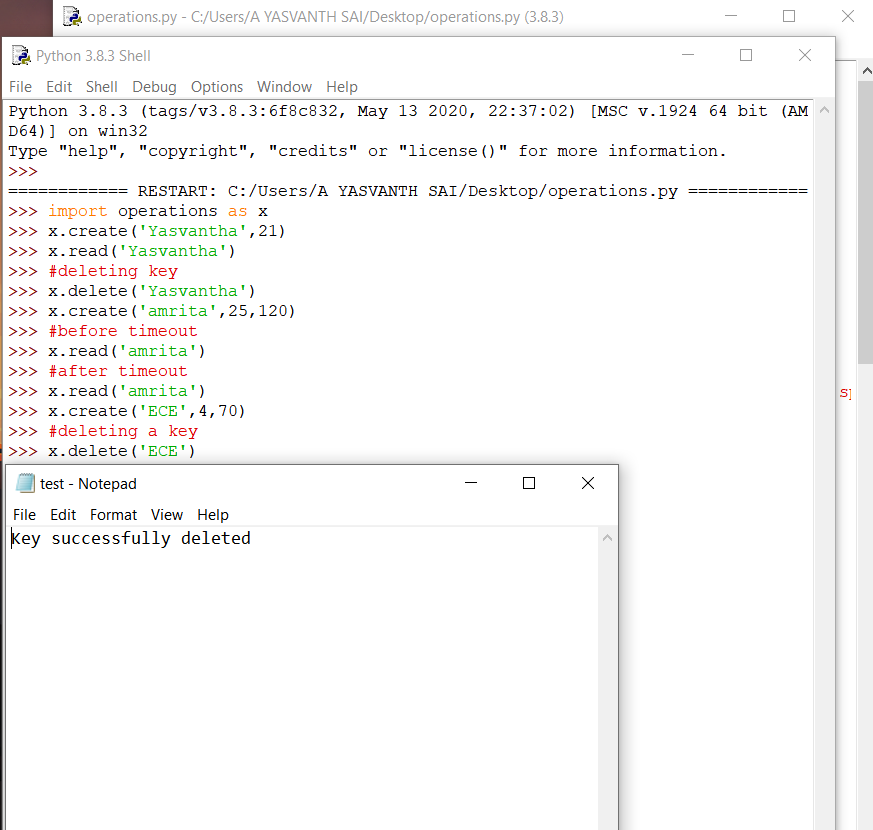 operations.py - C:/Users/A YASVANTH SAI/Desktop/operations.py (3.8.3)
Python 3.8.3 Shell
File Edit Shell Debug Options Window Help
Python 3.8.3 (tags/v3.8.3:6f8c832, May 13 2020, 22:37:02) [MSC v.1924 64 bit (AM
D64)] on win32
Type "help", "copyright", "credits" or "license()" for more information.
>>>
============ RESTART: C:/Users/A YASVANTH SAI/Desktop/operations.py ============
>>> import operations as x
>>> x.create('Yasvantha',21)
>>> x.read('Yasvantha')
>>> #deleting key
>>> x.delete('Yasvantha')
>>> x.create('amrita',25,120)
>>> #before timeout
>>> x.read('amrita')
>>> #after timeout
>>> x.read('amrita')
>>> x.create('ECE',4,70)
>>> #deleting a key
>>> x.delete('ECE')
test - Notepad
File Edit Format View Help
Key successfully deleted